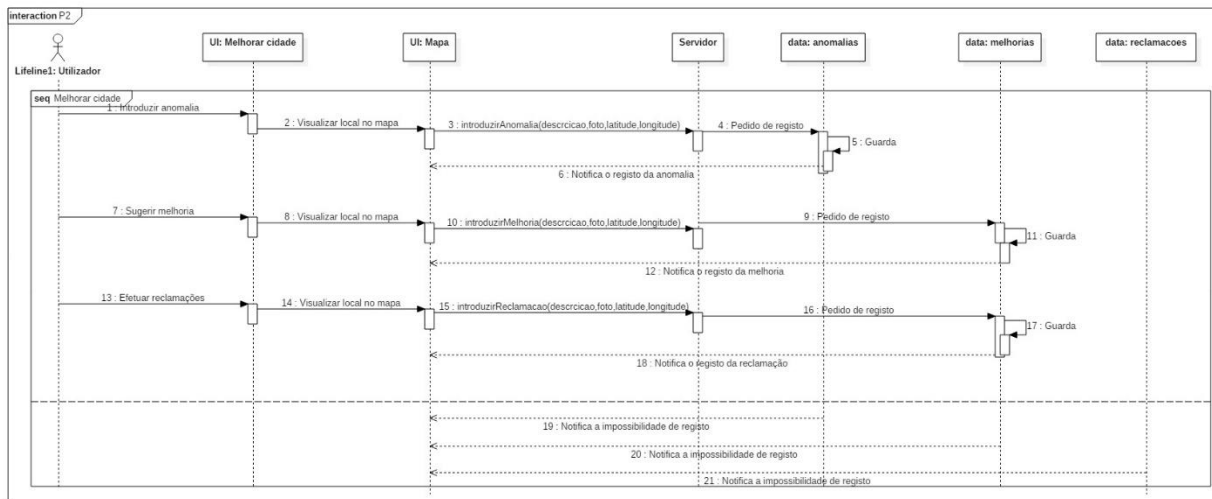 interaction P2
UI: Melhorar cidade
UI: Mapa
Servidor
data: anomalias
data: melhorias
data: reclamacoes
Lifeline1: Utilizador
seq Melhorar cidade
1 : Introduzir anomalia
2 : Visualizar local no mapa
3 : introduzirAnomalia(descrcicao,foto,latitude,longitude)
4 : Pedido de registo
5 : Guarda
6 : Notifica o registo da anomalia
7 : Sugerir melhoria
8 : Visualizar local no mapa
10 : introduzirMelhoria(descrcicao,foto,latitude,longitude)
9 : Pedido de registo
11 : Guarda
12 : Notifica o registo da melhoria
13 : Efetuar reclamações
14 : Visualizar local no mapa
15 : introduzirReclamacao(descrcicao,foto,latitude,longitude)
16 : Pedido de registo
17 : Guarda
18 : Notifica o registo da reclamação
19 : Notifica a impossibilidade de registo
20 : Notifica a impossibilidade de registo
21 : Notifica a impossibilidade de registo